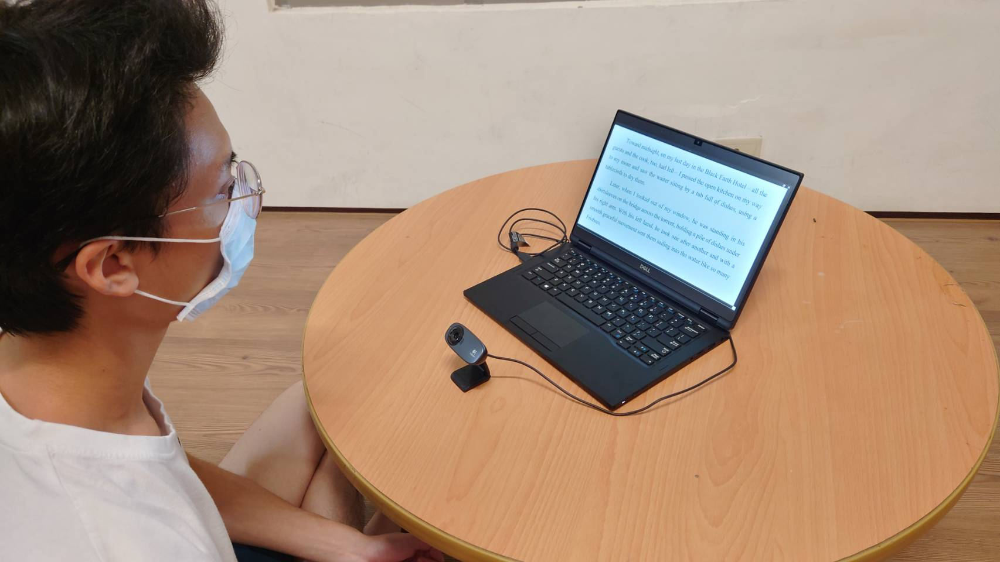 Toward midnight, on my last day in the Black Earth Hotel – all the
guests and the cook, too, had left – I passed the open kitchen on my way
to my room and saw the waiter sitting by a tub full of dishes, using a
tablecloth to dry them.
Later, when I looked out of my window, he was standing in his
shirtsleeves on the bridge across the torrent, holding a pile of dishes under
his right arm. With his left hand, he took one after another and with a
smooth graceful movement sent them sailing into the water like so many
Frisbees.
DELL